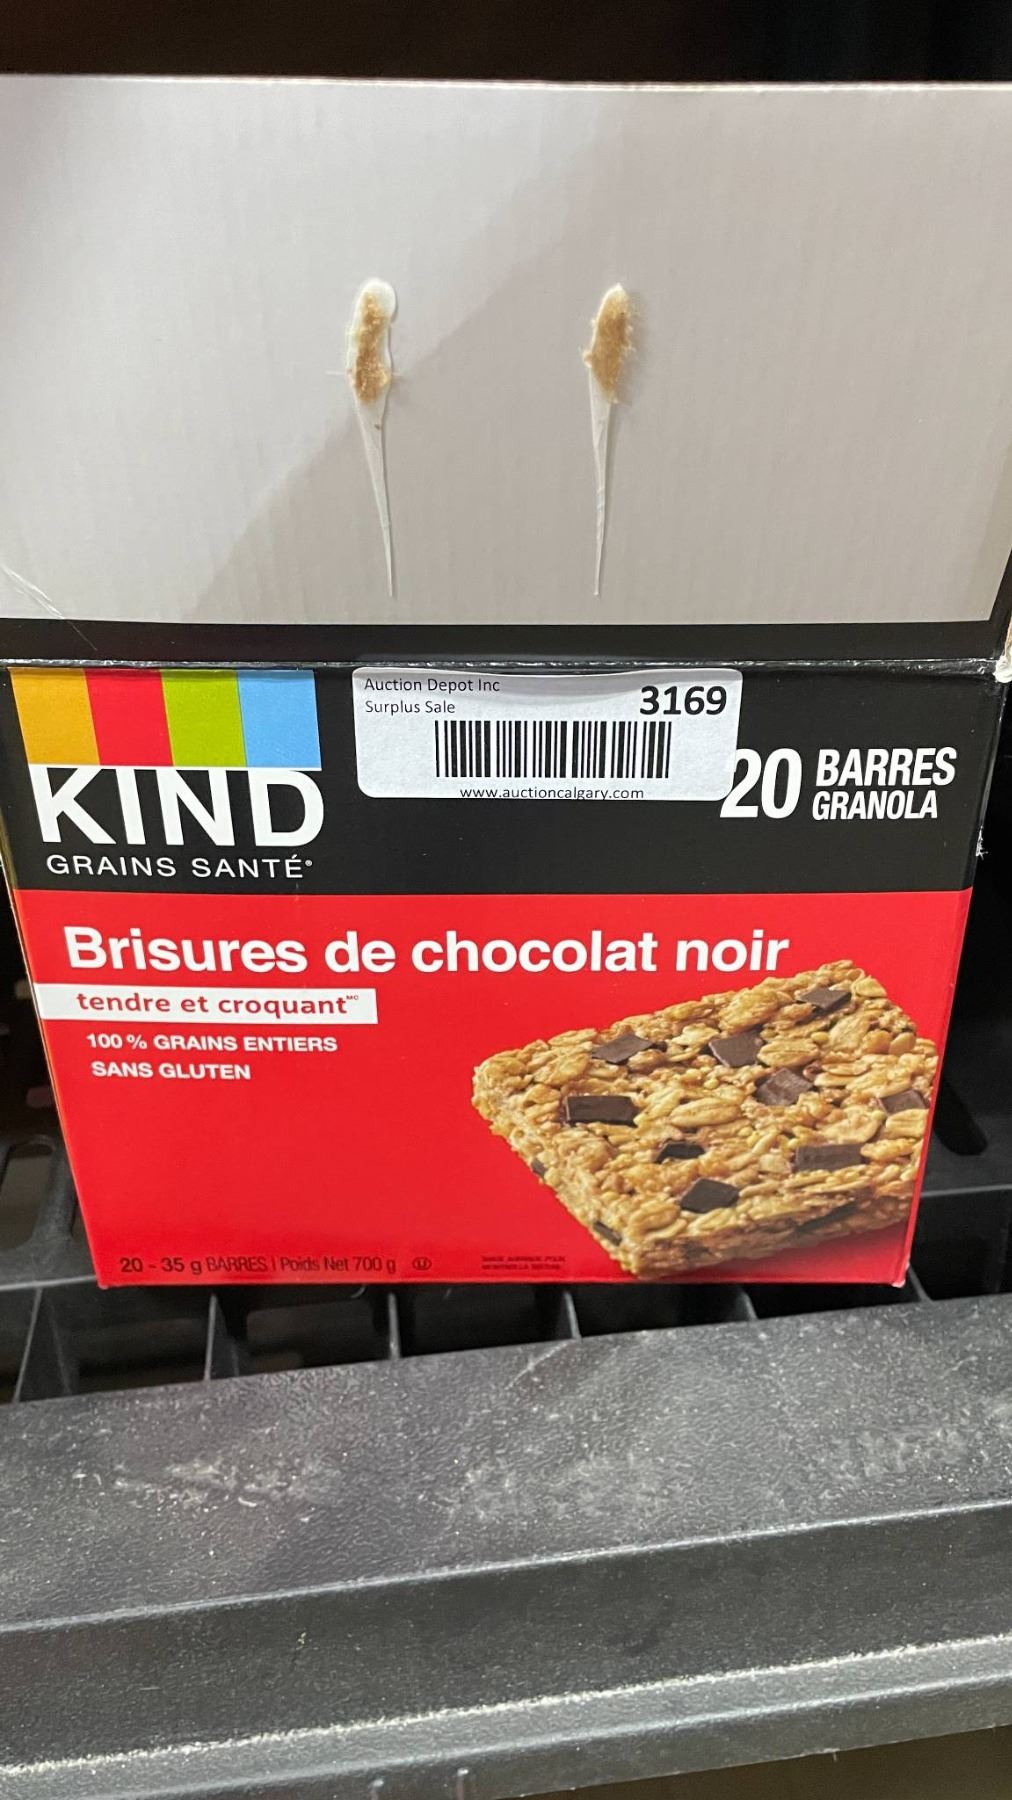 Auction Depot Inc
Surplus Sale
3169
www.auctioncalgary.com
KIND
GRAINS SANTÉ®
20 BARRES
GRANOLA
Brisures de chocolat noir
tendre et croquant MC
100 % GRAINS ENTIERS
SANS GLUTEN
20 - 35 g BARRES | Poids Net 700 g U